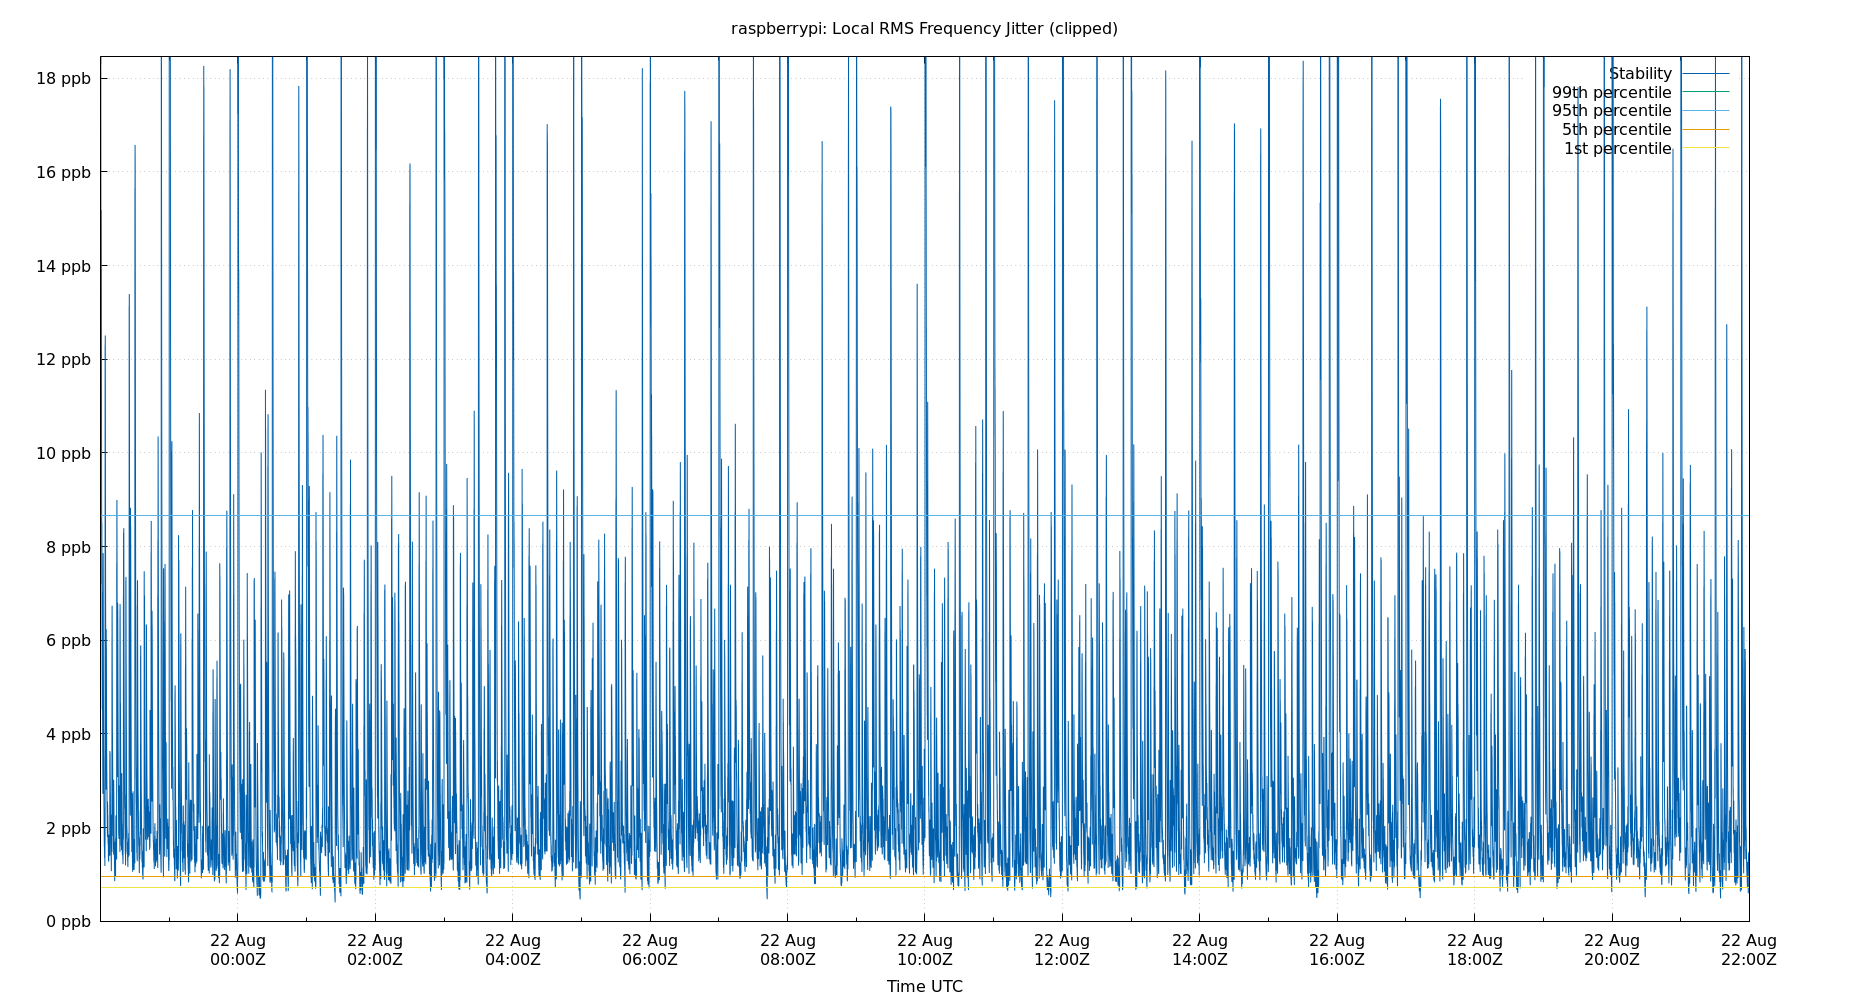 raspberrypi: Local RMS Frequency Jitter (clipped)
18 ppb
16 ppb
14 ppb
12 ppb
10 ppb
8 ppb
6 ppb
4 ppb
2 ppb
0 ppb
Stability
99th percentile
95th percentile
5th percentile
1st percentile
22 Aug 22 Aug 22 Aug 22 Aug 22 Aug 22 Aug 22 Aug 22 Aug 22 Aug 22 Aug 22 Aug 22 Aug
00:00Z 02:00Z 04:00Z 06:00Z 08:00Z 10:00Z 12:00Z 14:00Z 16:00Z 18:00Z 20:00Z 22:00Z
Time UTC